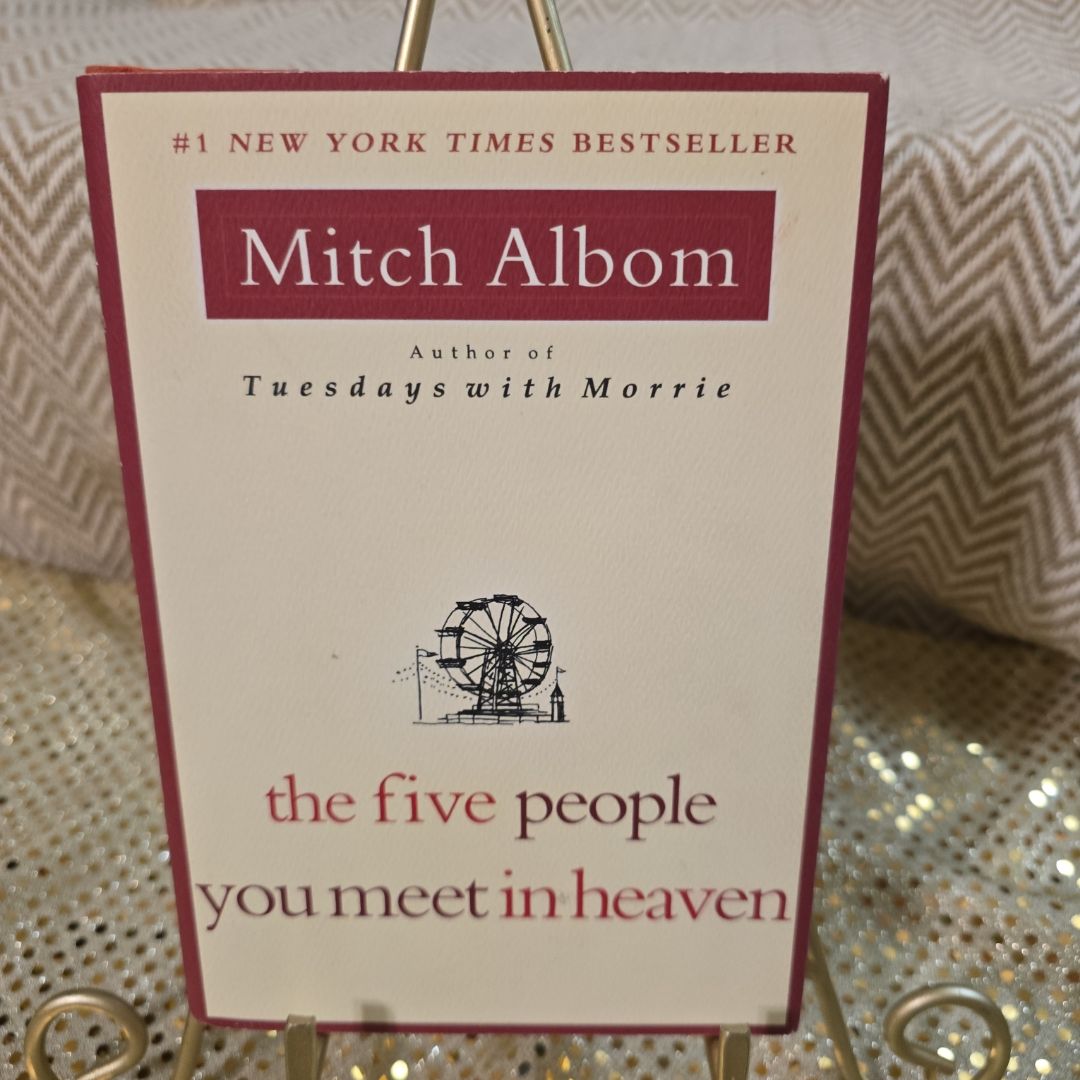 #1 NEW YORK TIMES BESTSELLER
Mitch Albom
Author of
Tuesdays with Morrie
the five people
you meet in heaven